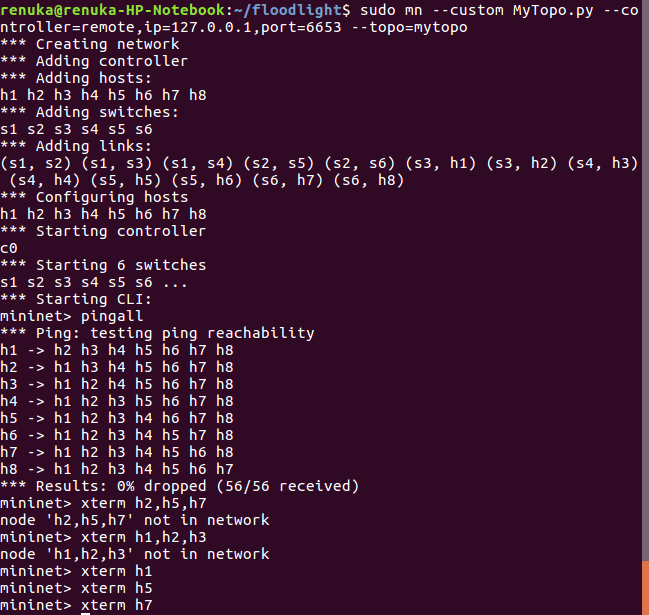 renuka@renuka-HP-Notebook:~/floodlight$ sudo mn --custom MyTopo.py --co
ntroller=remote,ip=127.0.0.1,port=6653 --topo=mytopo
*** Creating network
*** Adding controller
*** Adding hosts:
h1 h2 h3 h4 h5 h6 h7 h8
*** Adding switches:
s1 s2 s3 s4 s5 s6
*** Adding links:
(s1, s2) (s1, s3) (s1, s4) (s2, s5) (s2, s6) (s3, h1) (s3, h2) (s4, h3)
 (s4, h4) (s5, h5) (s5, h6) (s6, h7) (s6, h8)
*** Configuring hosts
h1 h2 h3 h4 h5 h6 h7 h8
*** Starting controller
c0
*** Starting 6 switches
s1 s2 s3 s4 s5 s6 ...
*** Starting CLI:
mininet> pingall
*** Ping: testing ping reachability
h1 -> h2 h3 h4 h5 h6 h7 h8
h2 -> h1 h3 h4 h5 h6 h7 h8
h3 -> h1 h2 h4 h5 h6 h7 h8
h4 -> h1 h2 h3 h5 h6 h7 h8
h5 -> h1 h2 h3 h4 h6 h7 h8
h6 -> h1 h2 h3 h4 h5 h7 h8
h7 -> h1 h2 h3 h4 h5 h6 h8
h8 -> h1 h2 h3 h4 h5 h6 h7
*** Results: 0% dropped (56/56 received)
mininet> xterm h2,h5,h7
node 'h2,h5,h7' not in network
mininet> xterm h1,h2,h3
node 'h1,h2,h3' not in network
mininet> xterm h1
mininet> xterm h5
mininet> xterm h7